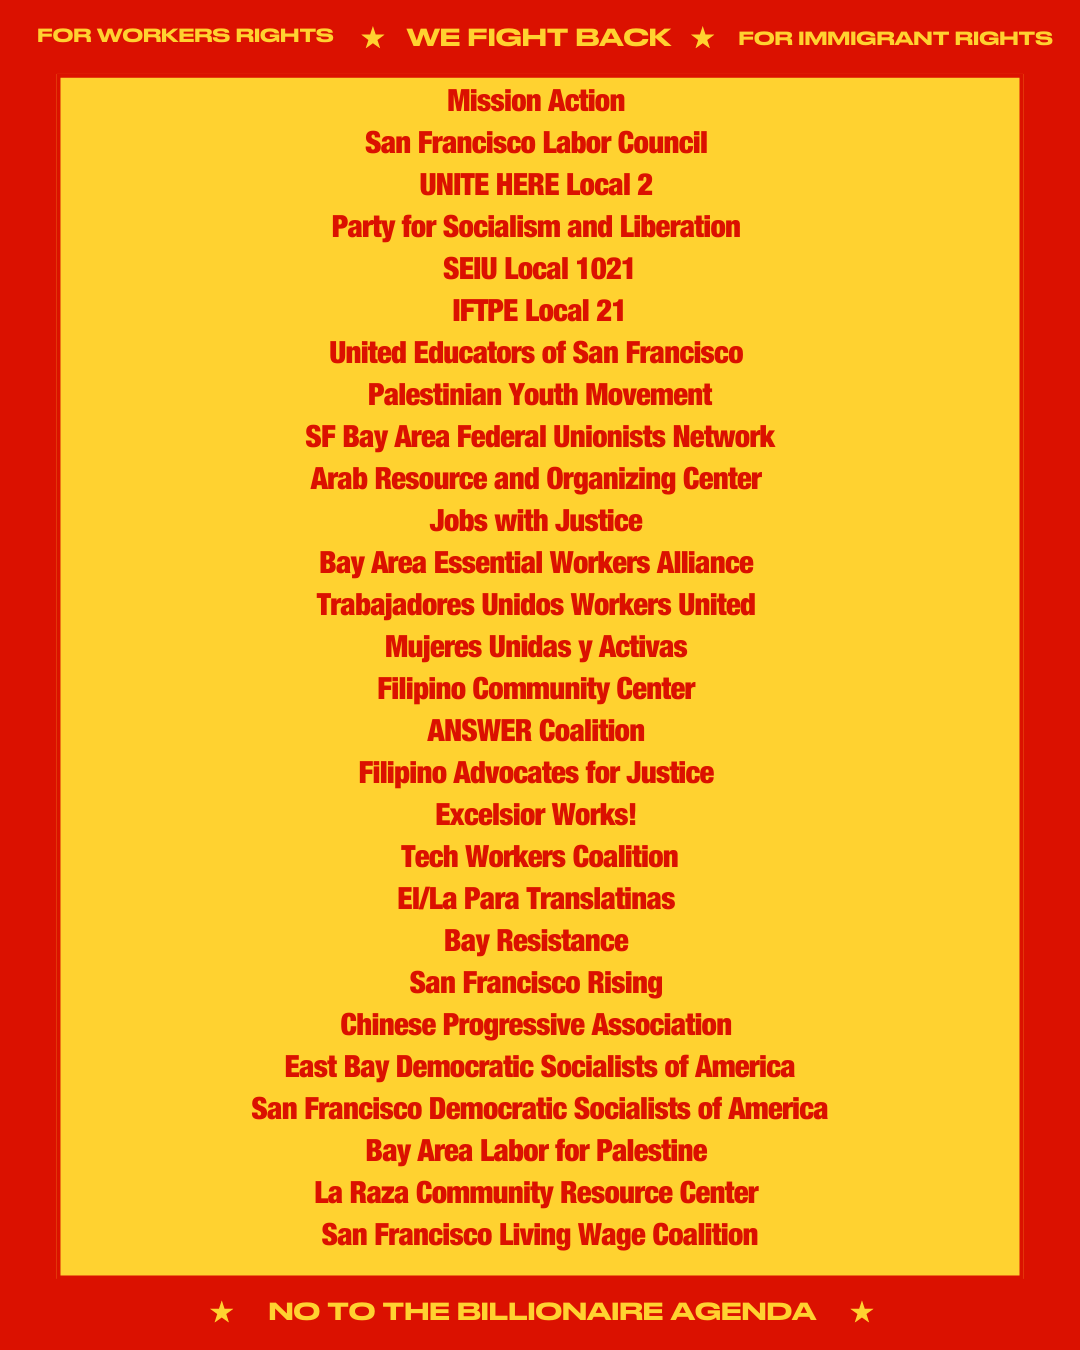 FOR WORKERS RIGHTS ★ WE FIGHT BACK ★ FOR IMMIGRANT RIGHTS
Mission Action
San Francisco Labor Council
UNITE HERE Local 2
Party for Socialism and Liberation
SEIU Local 1021
IFTPE Local 21
United Educators of San Francisco
Palestinian Youth Movement
SF Bay Area Federal Unionists Network
Arab Resource and Organizing Center
Jobs with Justice
Bay Area Essential Workers Alliance
Trabajadores Unidos Workers United
Mujeres Unidas y Activas
Filipino Community Center
ANSWER Coalition
Filipino Advocates for Justice
Excelsior Works!
Tech Workers Coalition
El/La Para Translatinas
Bay Resistance
San Francisco Rising
Chinese Progressive Association
East Bay Democratic Socialists of America
San Francisco Democratic Socialists of America
Bay Area Labor for Palestine
La Raza Community Resource Center
San Francisco Living Wage Coalition
★ NO TO THE BILLIONAIRE AGENDA ★